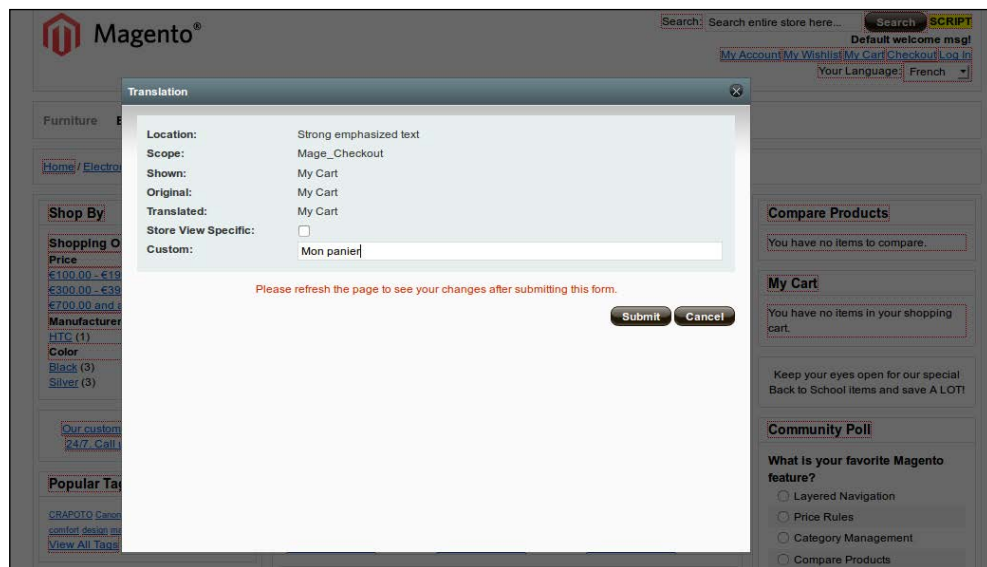 Magento®
Search: Search entire store here... Search SCRIPT
Default welcome msg!
My Account My Wishlist My Cart Checkout Log In
Your Language: French
Translation
Furniture
Home /
Location: Strong emphasized text
Scope: Mage_Checkout
Shown: My Cart
Original: My Cart
Translated: My Cart
Store View Specific:
Custom: Mon panier
Please refresh the page to see your changes after submitting this form.
Submit Cancel
Shop By
Shopping
Price
€100.00 -
€300.00 -
€700.00 and
Manufacturer
HTC (1)
Color
Black (3)
Silver (3)
Our
24/7. Call
Popular
CRAPOTO
comfort design
View All Tags
Compare Products
You have no items to compare.
My Cart
You have no items in your shopping
cart.
Keep your eyes open for our special
Back to School items and save A LOT!
Community Poll
What is your favorite Magento
feature?
Layered Navigation
Price Rules
Category Management
Compare Products